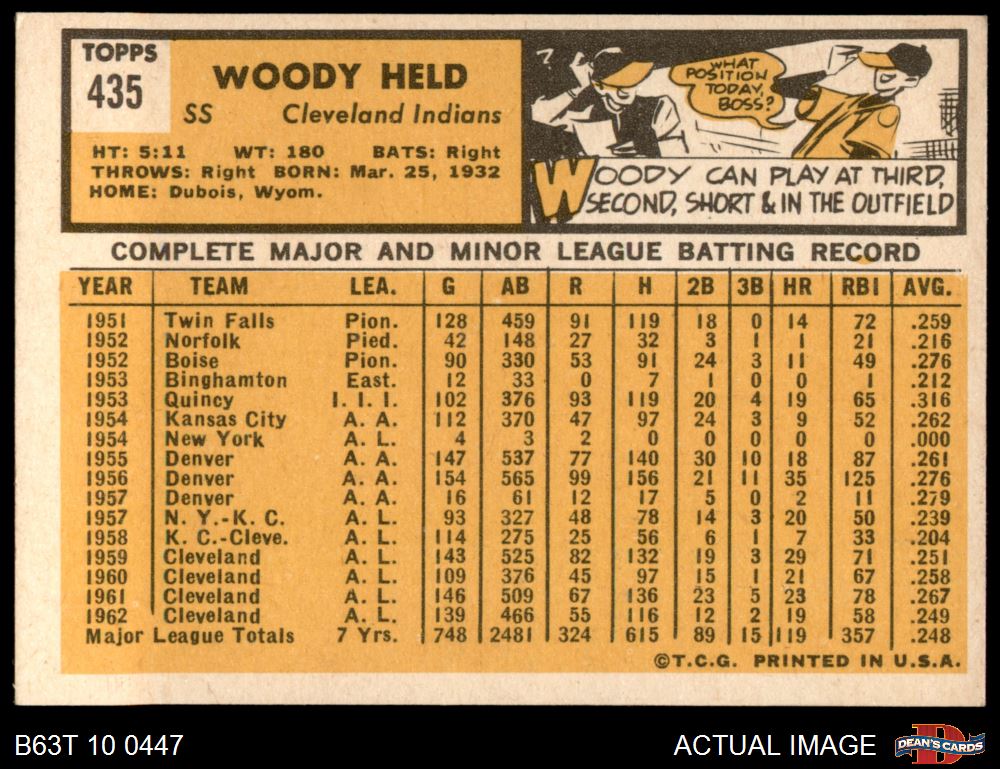 TOPPS
435
WOODY HELD
SS Cleveland Indians
HT: 5:11 WT: 180 BATS: Right
THROWS: Right BORN: Mar. 25, 1932
HOME: Dubois, Wyom.
?
WHAT
POSITION
TODAY,
BOSS?
WOODY CAN PLAY AT THIRD,
SECOND, SHORT & IN THE OUTFIELD
COMPLETE MAJOR AND MINOR LEAGUE BATTING RECORD
YEAR TEAM LEA. G AB R H 2B 3B HR RBI AVG.
1951 Twin Falls Pion. 128 459 91 119 18 0 14 72 .259
1952 Norfolk Pied. 42 148 27 32 3 1 1 21 .216
1952 Boise Pion. 90 330 53 91 24 3 11 49 .276
1953 Binghamton East. 12 33 0 7 1 0 0 1 .212
1953 Quincy I. I. I. 102 376 93 119 20 4 19 65 .316
1954 Kansas City A. A. 112 370 47 97 24 3 9 52 .262
1954 New York A. L. 4 3 2 0 0 0 0 0 .000
1955 Denver A. A. 147 537 77 140 30 10 18 87 .261
1956 Denver A. A. 154 565 99 156 21 11 35 125 .276
1957 Denver A. A. 16 61 12 17 5 0 2 11 .279
1957 N. Y.-K. C. A. L. 93 327 48 78 14 3 20 50 .239
1958 K. C.-Cleve. A. L. 114 275 25 56 6 1 7 33 .204
1959 Cleveland A. L. 143 525 82 132 19 3 29 71 .251
1960 Cleveland A. L. 109 376 45 97 15 1 21 67 .258
1961 Cleveland A. L. 146 509 67 136 23 5 23 78 .267
1962 Cleveland A. L. 139 466 55 116 12 2 19 58 .249
Major League Totals 7 Yrs. 748 2481 324 615 89 15 119 357 .248
©T.C.G. PRINTED IN U.S.A.
B63T 10 0447
ACTUAL IMAGE
D
DEAN'S CARDS